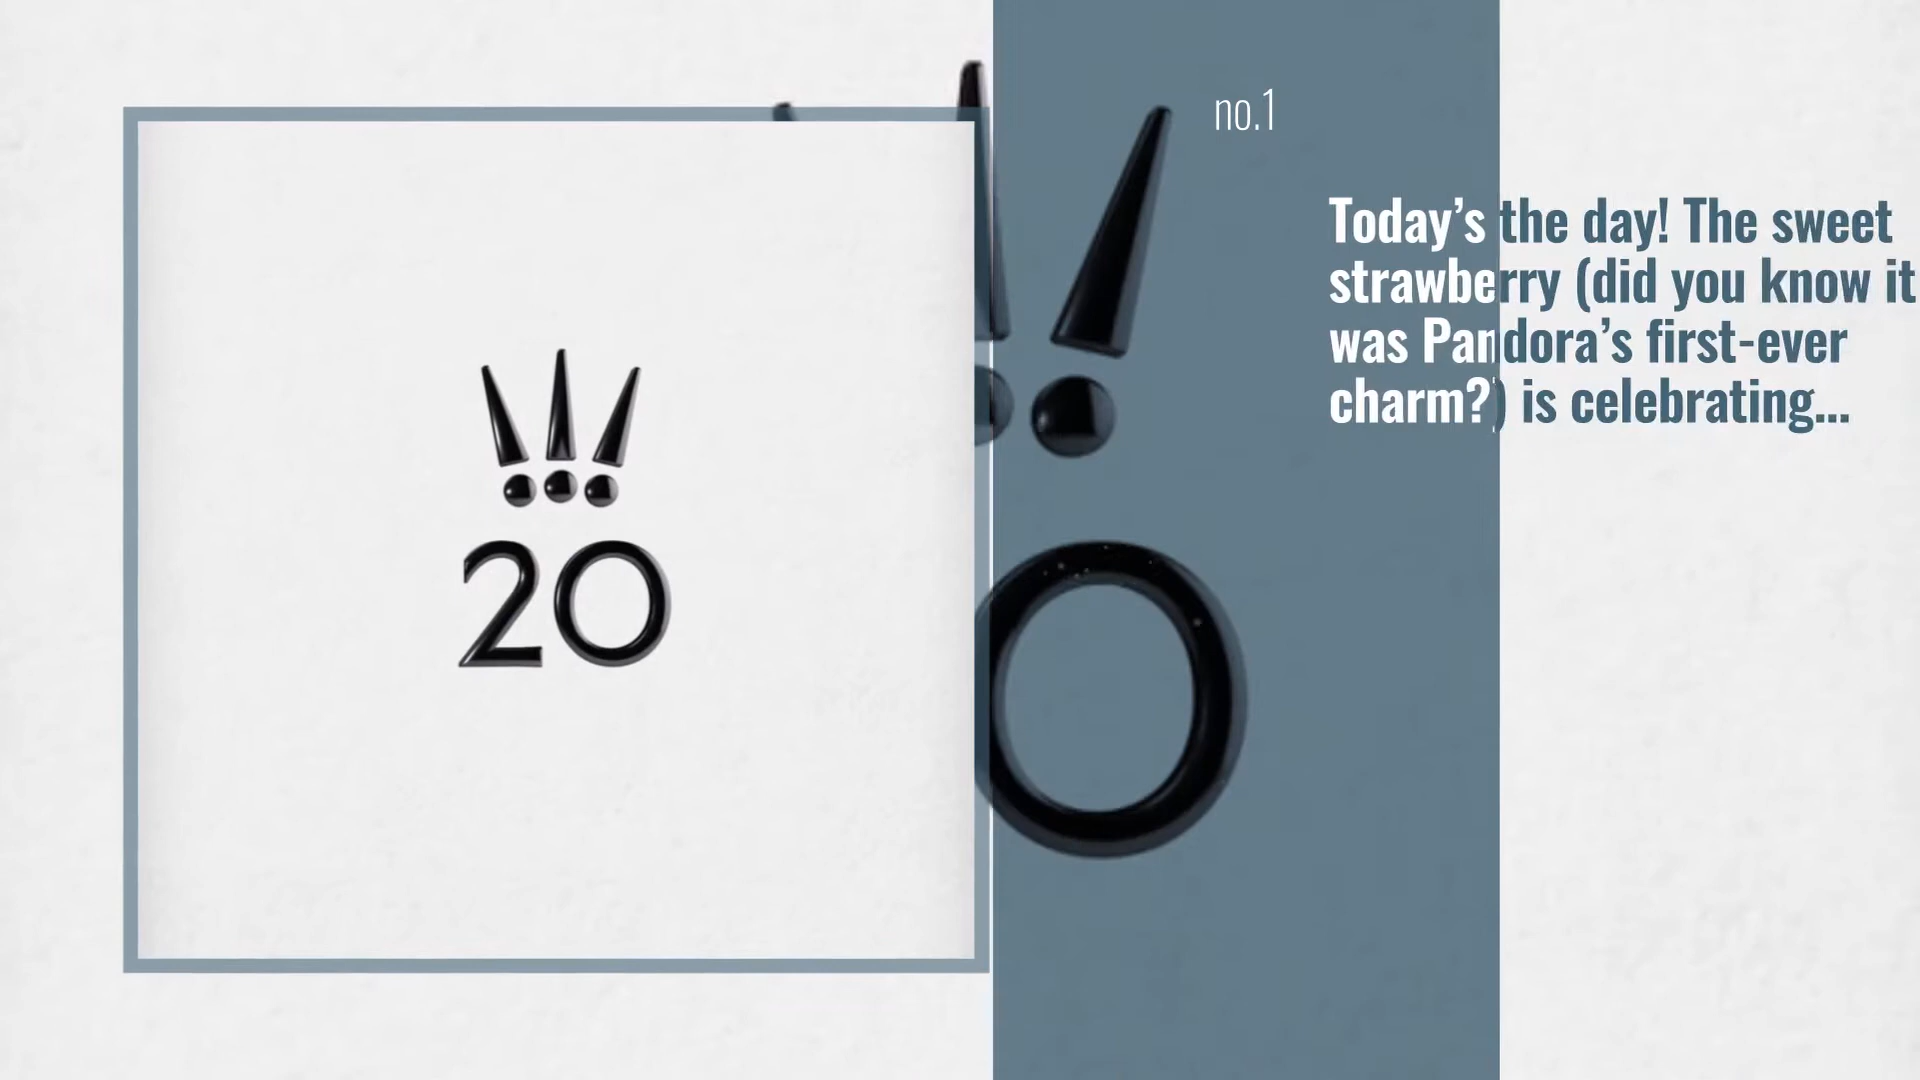 20
no.1
Today’s the day! The sweet
strawberry (did you know it
was Pandora’s first-ever
charm?) is celebrating...